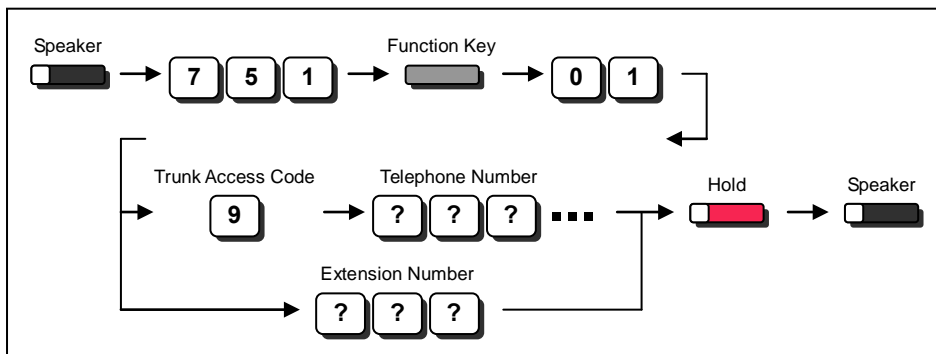 Speaker
Function Key
7 5 1 0 1
Trunk Access Code
Telephone Number
Hold
Speaker
9 ? ? ?
Extension Number
? ? ?